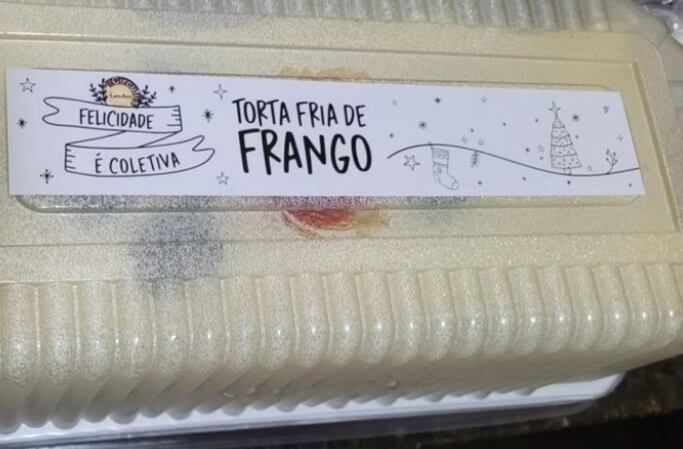 FELICIDADE
É COLETIVA
TORTA FRIA DE
FRANGO